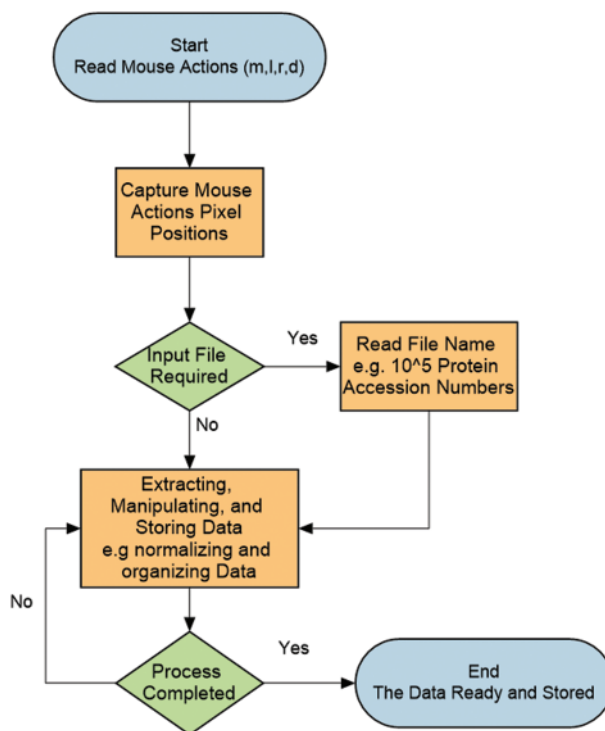 Start
Read Mouse Actions (m,l,r,d)
Capture Mouse
Actions Pixel
Positions
Input File
Required
Yes
Read File Name
e.g. 10^5 Protein
Accession Numbers
No
Extracting,
Manipulating, and
Storing Data
e.g normalizing and
organizing Data
No
Process
Completed
Yes
End
The Data Ready and Stored